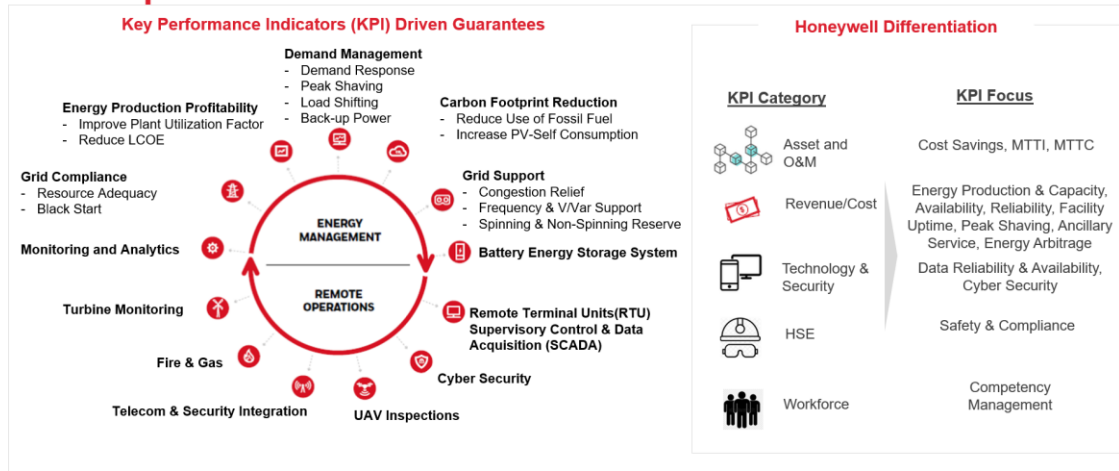 Key Performance Indicators (KPI) Driven Guarantees
Demand Management
- Demand Response
- Peak Shaving
- Load Shifting
- Back-up Power
Energy Production Profitability
- Improve Plant Utilization Factor
- Reduce LCOE
Carbon Footprint Reduction
- Reduce Use of Fossil Fuel
- Increase PV-Self Consumption
Grid Compliance
- Resource Adequacy
- Black Start
Grid Support
- Congestion Relief
- Frequency & V/Var Support
- Spinning & Non-Spinning Reserve
ENERGY
MANAGEMENT
Monitoring and Analytics
Battery Energy Storage System
REMOTE
OPERATIONS
Turbine Monitoring
Remote Terminal Units(RTU)
Supervisory Control & Data
Acquisition (SCADA)
Fire & Gas
Cyber Security
Telecom & Security Integration
UAV Inspections
Honeywell Differentiation
KPI Category
KPI Focus
Asset and
O&M
Cost Savings, MTTI, MTTC
Revenue/Cost
Energy Production & Capacity,
Availability, Reliability, Facility
Uptime, Peak Shaving, Ancillary
Service, Energy Arbitrage
Technology &
Security
Data Reliability & Availability,
Cyber Security
HSE
Safety & Compliance
Workforce
Competency
Management